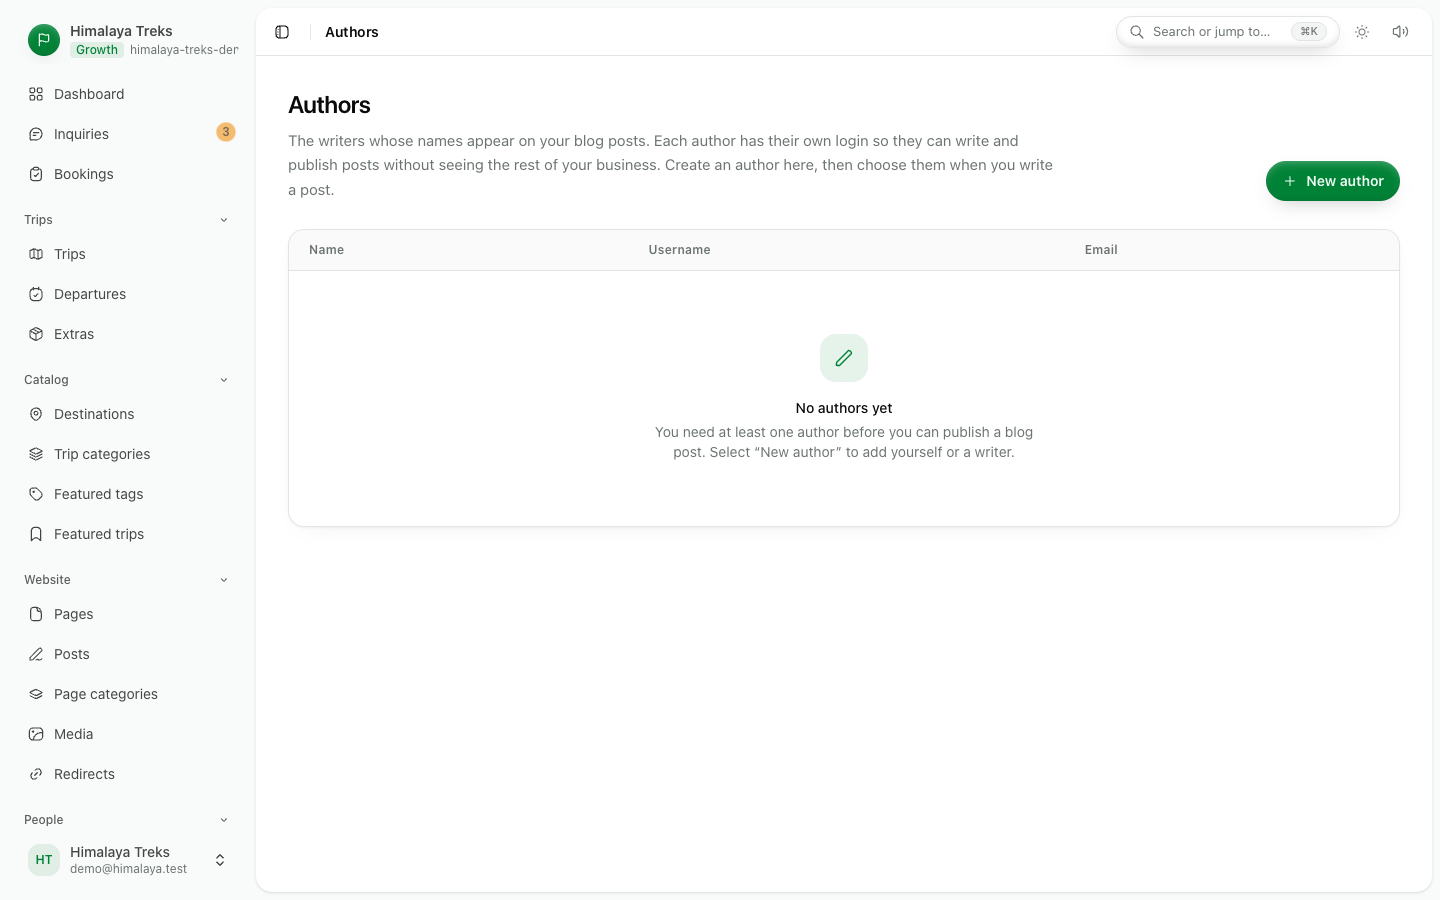 Himalaya Treks
Growth himalaya-treks-der
Dashboard
Inquiries 3
Bookings
Trips
Trips
Departures
Extras
Catalog
Destinations
Trip categories
Featured tags
Featured trips
Website
Pages
Posts
Page categories
Media
Redirects
People
HT Himalaya Treks
demo@himalaya.test
Authors
Search or jump to... ⌘K
Authors
The writers whose names appear on your blog posts. Each author has their own login so they can write and
publish posts without seeing the rest of your business. Create an author here, then choose them when you write
a post.
New author
Name Username Email
No authors yet
You need at least one author before you can publish a blog
post. Select “New author” to add yourself or a writer.